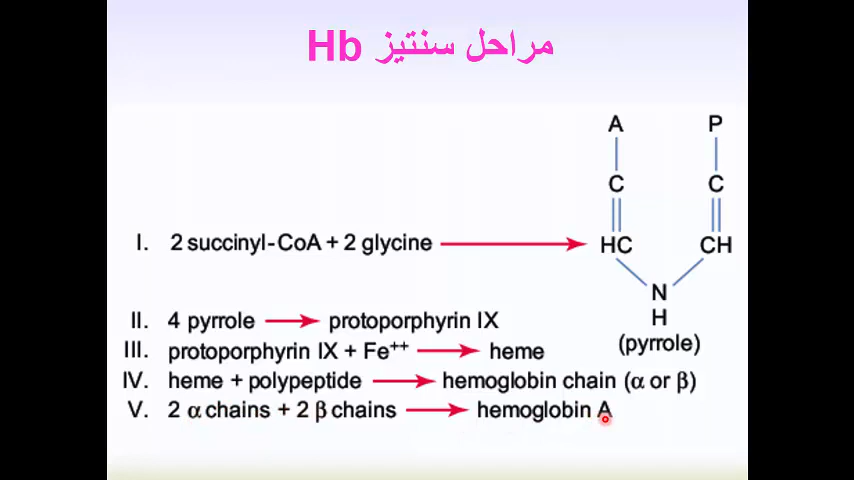 مراحل سنتیز Hb
A P
C C
I. 2 succinyl-CoA + 2 glycine HC CH
N
H
(pyrrole)
II. 4 pyrrole → protoporphyrin IX
III. protoporphyrin IX + Fe⁺⁺ → heme
IV. heme + polypeptide → hemoglobin chain (α or β)
V. 2 α chains + 2 β chains → hemoglobin A